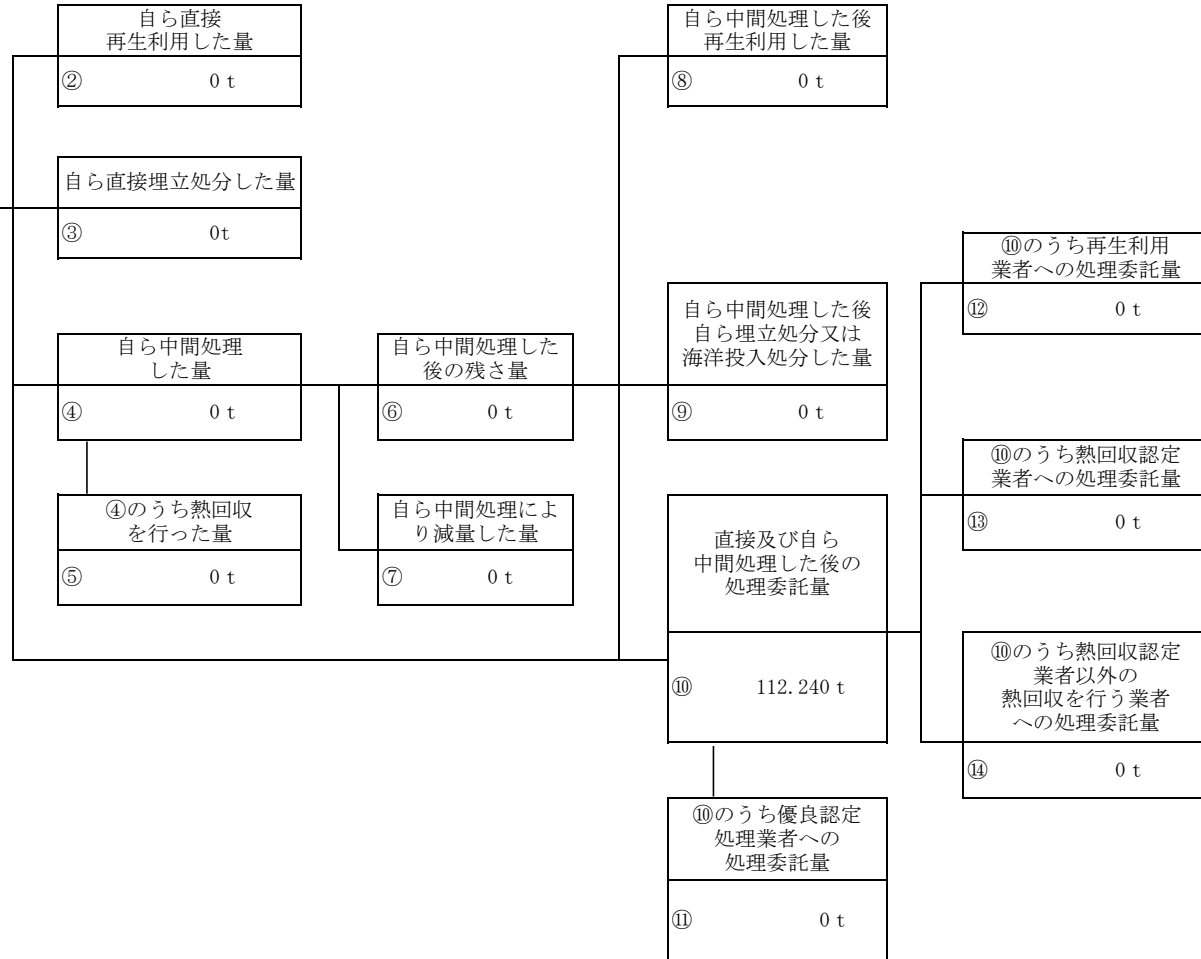 自ら直接
再生利用した量
② 0 t
自ら中間処理した後
再生利用した量
⑧ 0 t
自ら直接埋立処分した量
③ 0t
⑩のうち再生利用
業者への処理委託量
⑫ 0 t
自ら中間処理
した量
④ 0 t
自ら中間処理した
後の残さ量
⑥ 0 t
自ら中間処理した後
自ら埋立処分又は
海洋投入処分した量
⑨ 0 t
⑩のうち熱回収認定
業者への処理委託量
⑬ 0 t
④のうち熱回収
を行った量
⑤ 0 t
自ら中間処理によ
り減量した量
⑦ 0 t
直接及び自ら
中間処理した後の
処理委託量
⑩ 112.240 t
⑩のうち熱回収認定
業者以外の
熱回収を行う業者
への処理委託量
⑭ 0 t
⑩のうち優良認定
処理業者への
処理委託量
⑪ 0 t